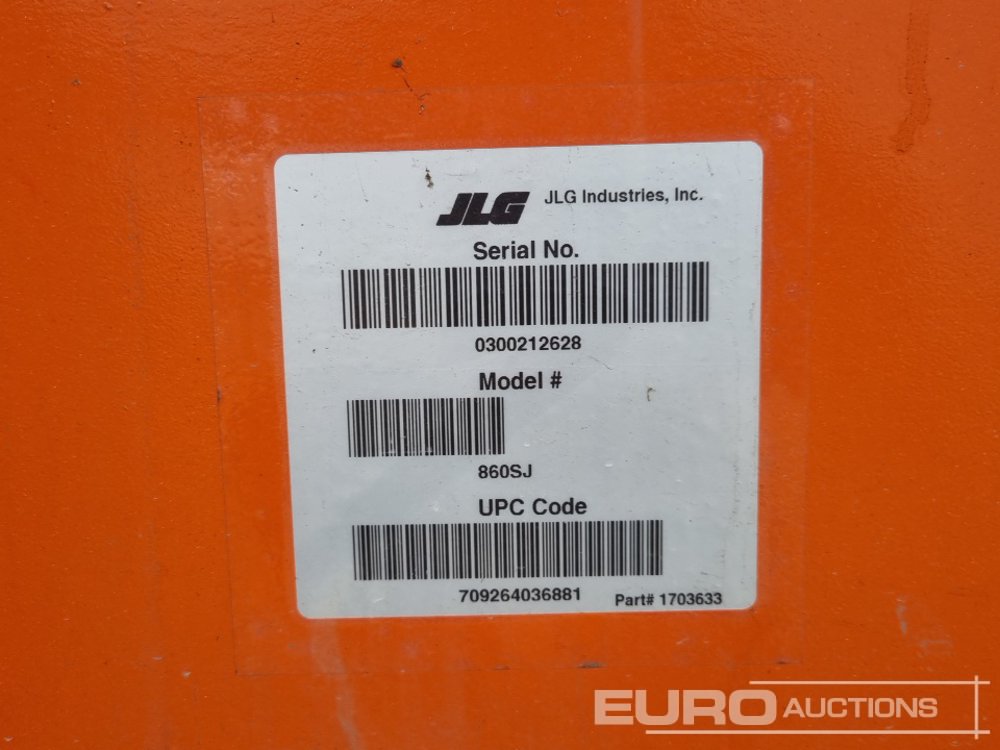 JLG JLG Industries, Inc.
Serial No.
0300212628
Model #
860SJ
UPC Code
709264036881
Part# 1703633
EURO AUCTIONS